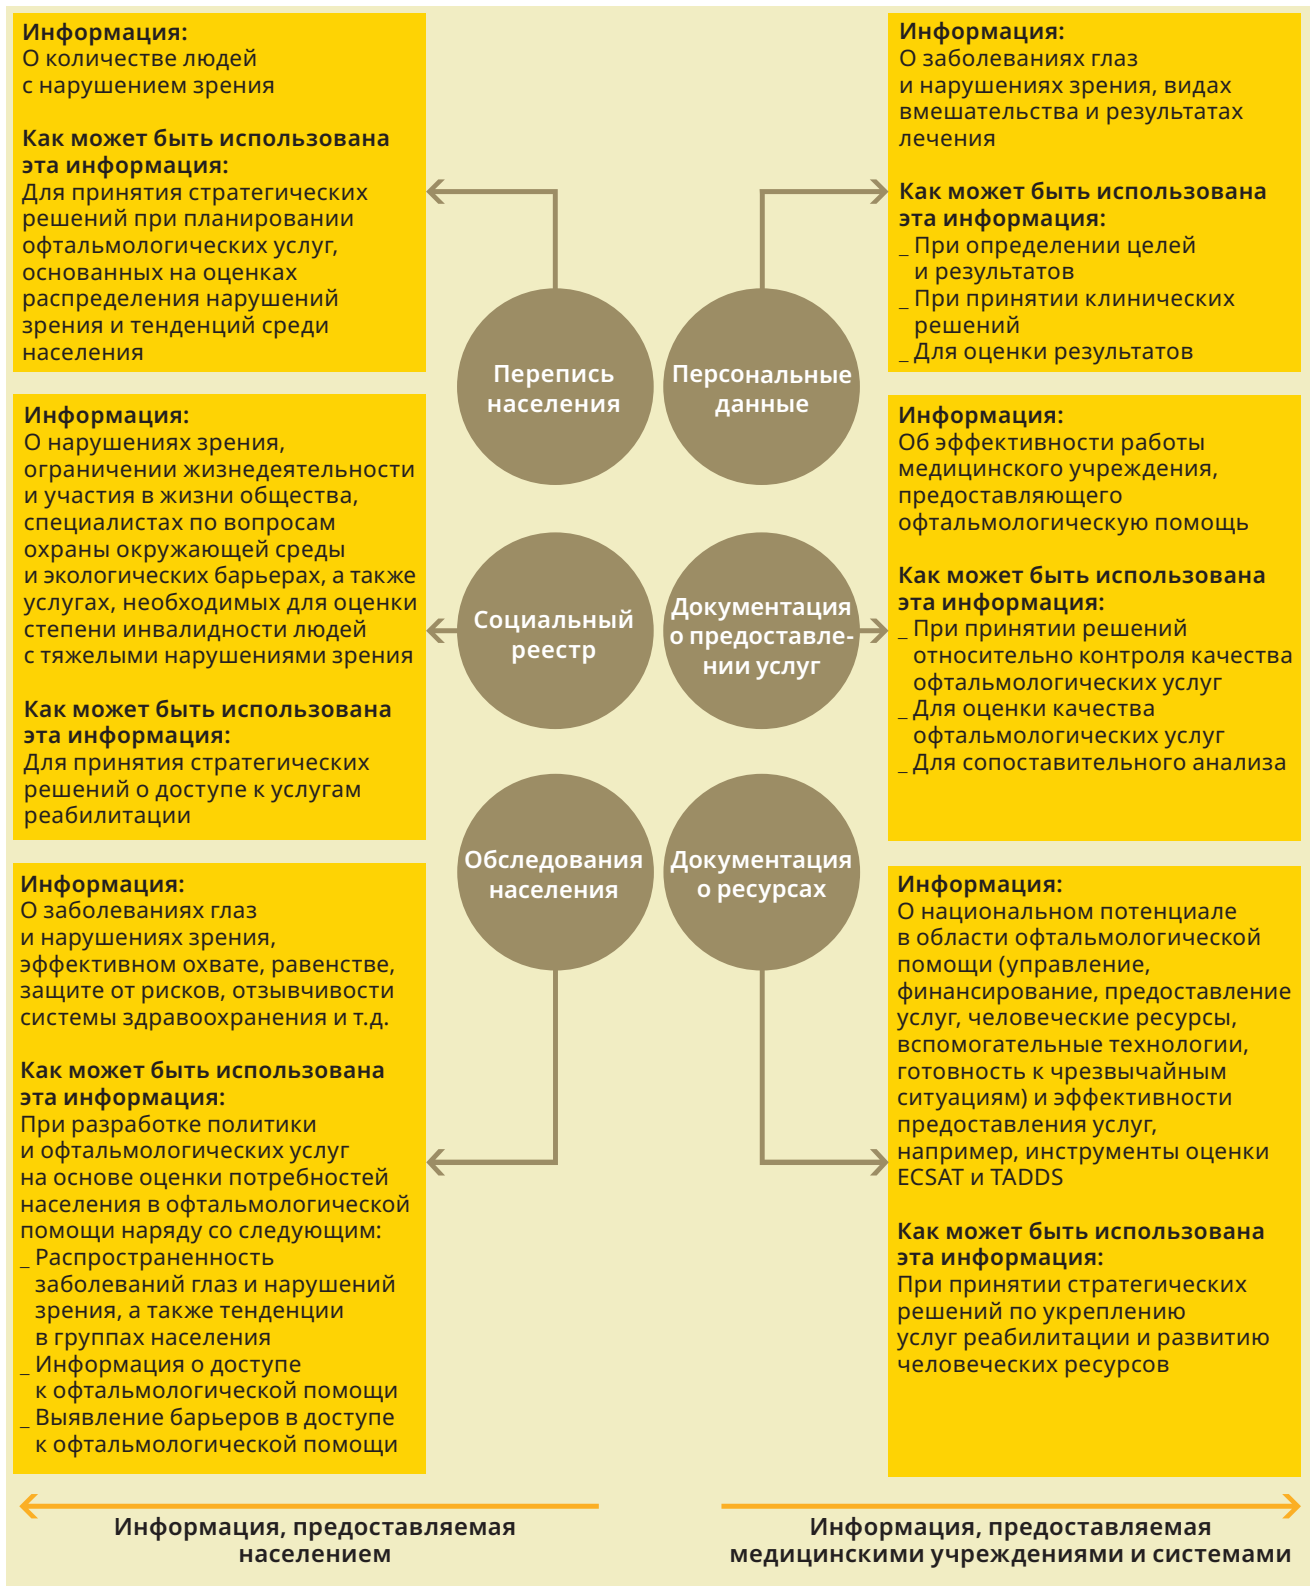 Информация:
О количестве людей
с нарушением зрения
Как может быть использована
эта информация:
Для принятия стратегических
решений при планировании
офтальмологических услуг,
основанных на оценках
распределения нарушений
зрения и тенденций среди
населения
Информация:
О нарушениях зрения,
ограничении жизнедеятельности
и участия в жизни общества,
специалистах по вопросам
охраны окружающей среды
и экологических барьерах, а также
услугах, необходимых для оценки
степени инвалидности людей
с тяжелыми нарушениями зрения
Как может быть использована
эта информация:
Для принятия стратегических
решений о доступе к услугам
реабилитации
Информация:
О заболеваниях глаз
и нарушениях зрения,
эффективном охвате, равенстве,
защите от рисков, отзывчивости
системы здравоохранения и т.д.
Как может быть использована
эта информация:
При разработке политики
и офтальмологических услуг
на основе оценки потребностей
населения в офтальмологической
помощи наряду со следующим:
_ Распространенность
заболеваний глаз и нарушений
зрения, а также тенденции
в группах населения
_ Информация о доступе
к офтальмологической помощи
_ Выявление барьеров в доступе
к офтальмологической помощи
Перепись
населения
Персональные
данные
Социальный
реестр
Документация
о предоставле-
нии услуг
Обследования
населения
Документация
о ресурсах
Информация:
О заболеваниях глаз
и нарушениях зрения, видах
вмешательства и результатах
лечения
Как может быть использована
эта информация:
_ При определении целей
и результатов
_ При принятии клинических
решений
_ Для оценки результатов
Информация:
Об эффективности работы
медицинского учреждения,
предоставляющего
офтальмологическую помощь
Как может быть использована
эта информация:
_ При принятии решений
относительно контроля качества
офтальмологических услуг
_ Для оценки качества
офтальмологических услуг
_ Для сопоставительного анализа
Информация:
О национальном потенциале
в области офтальмологической
помощи (управление,
финансирование, предоставление
услуг, человеческие ресурсы,
вспомогательные технологии,
готовность к чрезвычайным
ситуациям) и эффективности
предоставления услуг,
например, инструменты оценки
ECSAT и TADDS
Как может быть использована
эта информация:
При принятии стратегических
решений по укреплению
услуг реабилитации и развитию
человеческих ресурсов
Информация, предоставляемая
населением
Информация, предоставляемая
медицинскими учреждениями и системами